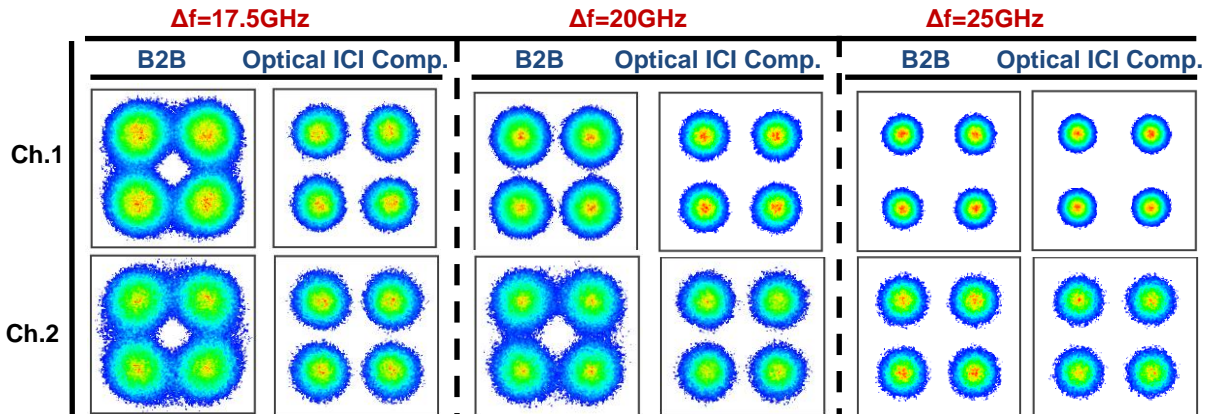 Δf=17.5GHz Δf=20GHz Δf=25GHz
B2B Optical ICI Comp. B2B Optical ICI Comp. B2B Optical ICI Comp.
Ch.1
Ch.2